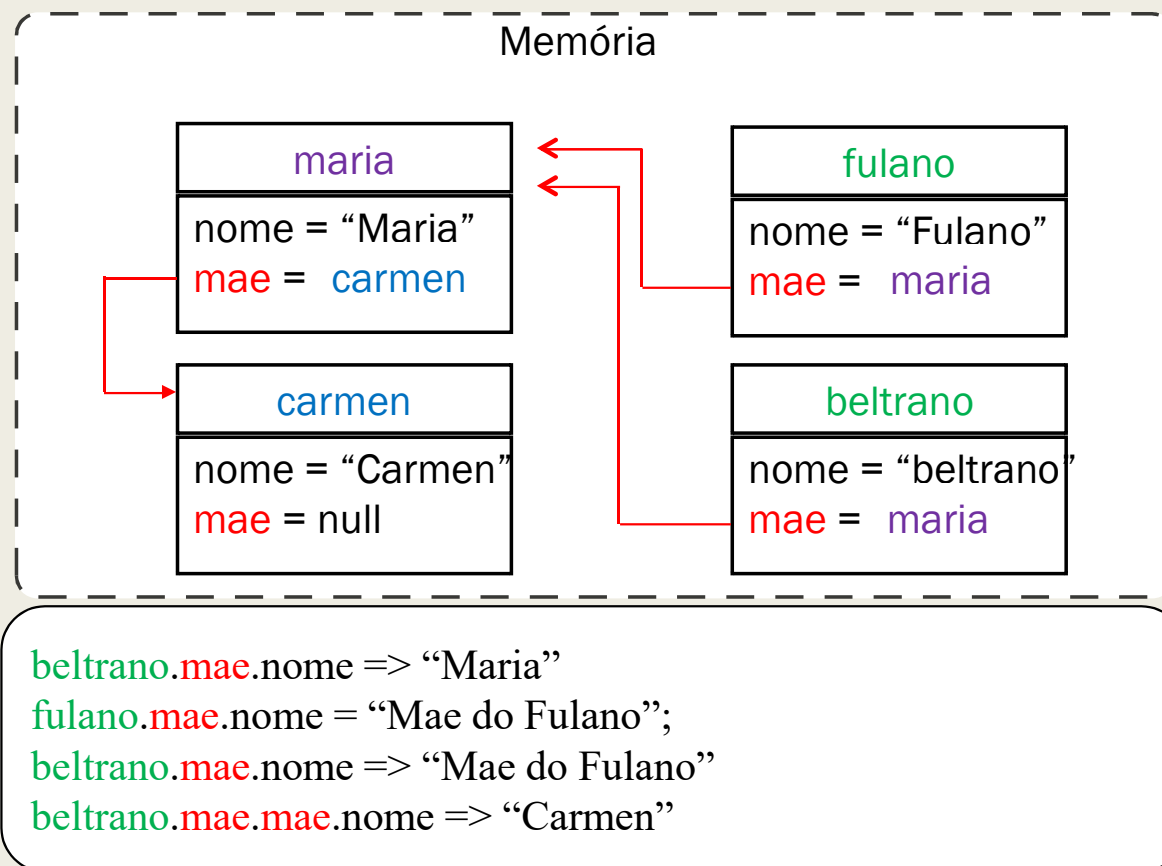 Memória
maria
nome = “Maria”
mae = carmen
fulano
nome = “Fulano”
mae = maria
carmen
nome = “Carmen”
mae = null
beltrano
nome = “beltrano”
mae = maria
beltrano.mae.nome => “Maria”
fulano.mae.nome = “Mae do Fulano”;
beltrano.mae.nome => “Mae do Fulano”
beltrano.mae.mae.nome => “Carmen”